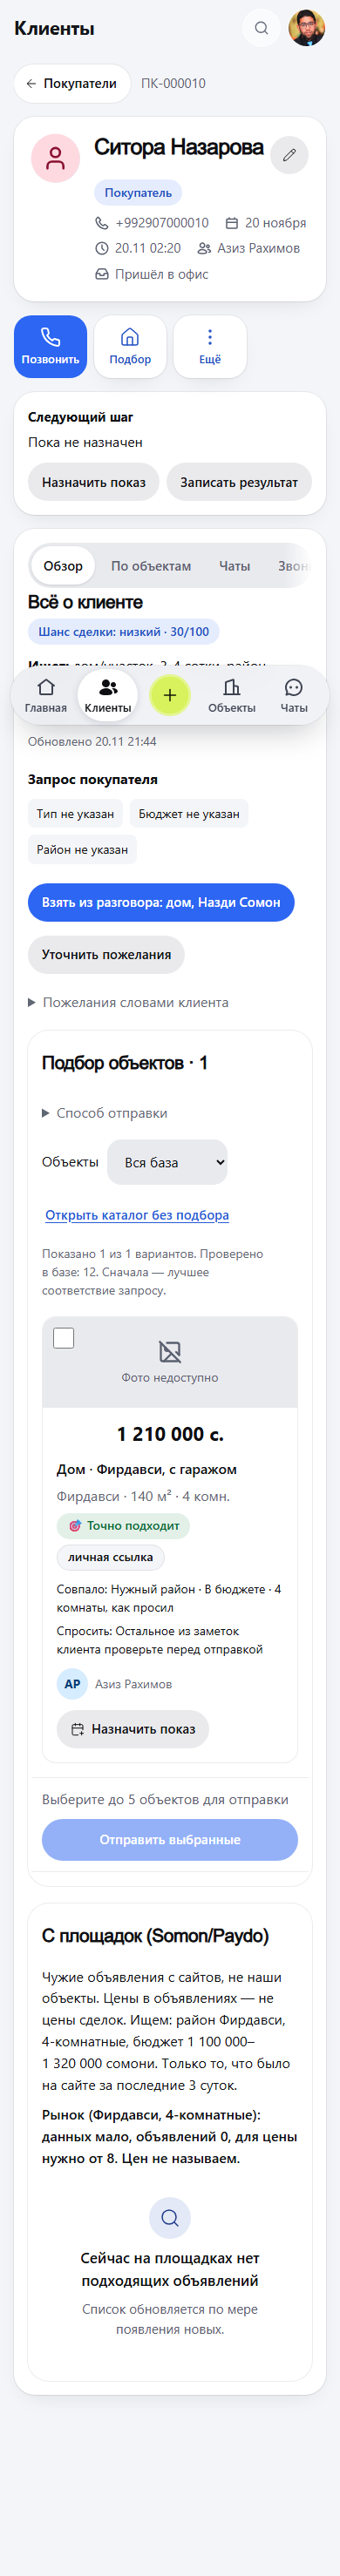 Клиенты
Покупатели
ПК-000010
Ситора Назарова
Покупатель
+992907000010
20 ноября
20.11 02:20
Азиз Рахимов
Пришёл в офис
Позвонить
Подбор
Ещё
Следующий шаг
Пока не назначен
Назначить показ
Записать результат
Обзор
По объектам
Чаты
Всё о клиенте
Шанс сделки: низкий · 30/100
Главная
Клиенты
Объекты
Чаты
Обновлено 20.11 21:44
Запрос покупателя
Тип не указан
Бюджет не указан
Район не указан
Взять из разговора: дом, Назди Сомон
Уточнить пожелания
Пожелания словами клиента
Подбор объектов · 1
Способ отправки
Объекты
Вся база
Открыть каталог без подбора
Показано 1 из 1 вариантов. Проверено
в базе: 12. Сначала — лучшее
соответствие запросу.
Фото недоступно
1 210 000 с.
Дом · Фирдавси, с гаражом
Фирдавси · 140 м² · 4 комн.
Точно подходит
личная ссылка
Совпало: Нужный район · В бюджете · 4
комнаты, как просил
Спросить: Остальное из заметок
клиента проверьте перед отправкой
АР
Азиз Рахимов
Назначить показ
Выберите до 5 объектов для отправки
Отправить выбранные
С площадок (Somon/Paydo)
Чужие объявления с сайтов, не наши
объекты. Цены в объявлениях — не
цены сделок. Ищем: район Фирдавси,
4-комнатные, бюджет 1 100 000–
1 320 000 сомони. Только то, что было
на сайте за последние 3 суток.
Рынок (Фирдавси, 4-комнатные):
данных мало, объявлений 0, для цены
нужно от 8. Цен не называем.
Сейчас на площадках нет
подходящих объявлений
Список обновляется по мере
появления новых.